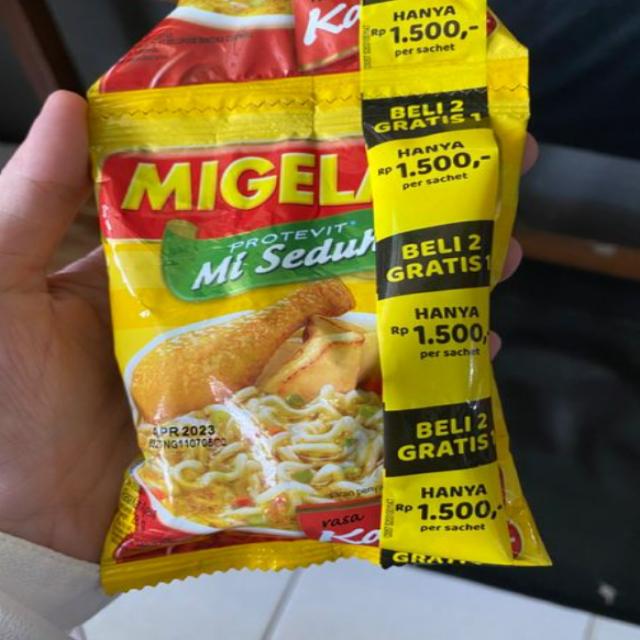 HANYA
Rp 1.500,-
per sachet
BELI 2
GRATIS 1
HANYA
Rp 1.500,-
per sachet
MIGELA
PROTEVIT
Mi Seduh
BELI 2
GRATIS 1
HANYA
Rp 1.500,-
per sachet
APR 2023
BELI 2
GRATIS
HANYA
Rp 1.500,-
per sachet
rasa
Ka
GRATIS